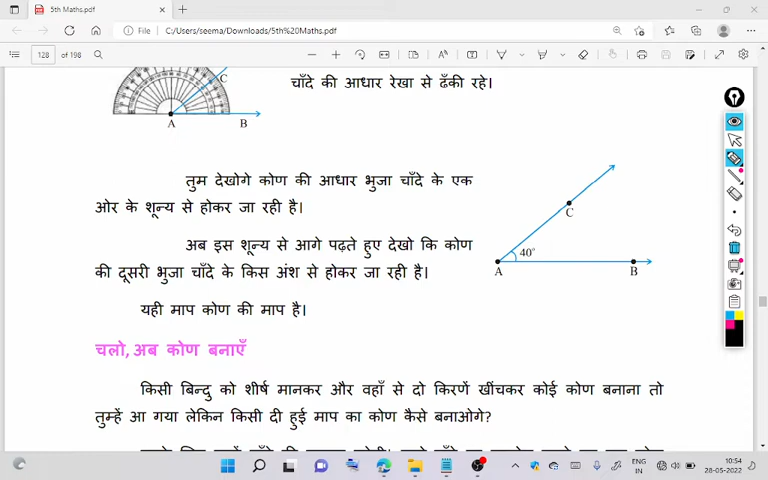 5th Maths.pdf
File | C:/Users/seema/Downloads/5th%20Maths.pdf
128 of 198
C
A
B
चाँदे की आधार रेखा से ढँकी रहे।
तुम देखोगे कोण की आधार भुजा चाँदे के एक
ओर के शून्य से होकर जा रही है।
अब इस शून्य से आगे पढ़ते हुए देखो कि कोण
की दूसरी भुजा चाँदे के किस अंश से होकर जा रही है।
यही माप कोण की माप है।
C
40°
A
B
चलो, अब कोण बनाएँ
किसी बिन्दु को शीर्ष मानकर और वहाँ से दो किरणें खींचकर कोई कोण बनाना तो
तुम्हें आ गया लेकिन किसी दी हुई माप का कोण कैसे बनाओगे?
ENG
IN
10:54
28-05-2022